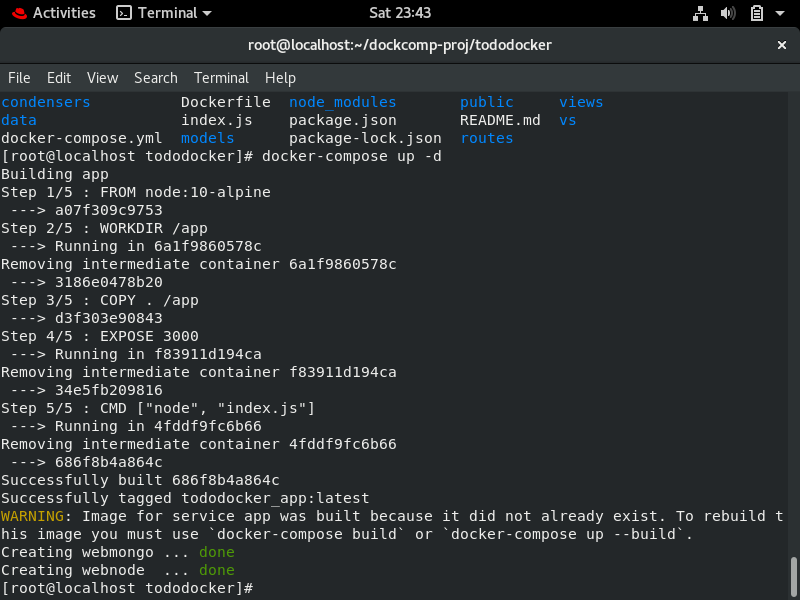 Activities Terminal Sat 23:43
root@localhost:~/dockcomp-proj/tododocker
File Edit View Search Terminal Help
condensers Dockerfile node_modules public views
data index.js package.json README.md vs
docker-compose.yml models package-lock.json routes
[root@localhost tododocker]# docker-compose up -d
Building app
Step 1/5 : FROM node:10-alpine
 ---> a07f309c9753
Step 2/5 : WORKDIR /app
 ---> Running in 6a1f9860578c
Removing intermediate container 6a1f9860578c
 ---> 3186e0478b20
Step 3/5 : COPY . /app
 ---> d3f303e90843
Step 4/5 : EXPOSE 3000
 ---> Running in f83911d194ca
Removing intermediate container f83911d194ca
 ---> 34e5fb209816
Step 5/5 : CMD ["node", "index.js"]
 ---> Running in 4fddf9fc6b66
Removing intermediate container 4fddf9fc6b66
 ---> 686f8b4a864c
Successfully built 686f8b4a864c
Successfully tagged tododocker_app:latest
WARNING: Image for service app was built because it did not already exist. To rebuild t
his image you must use `docker-compose build` or `docker-compose up --build`.
Creating webmongo ... done
Creating webnode  ... done
[root@localhost tododocker]#